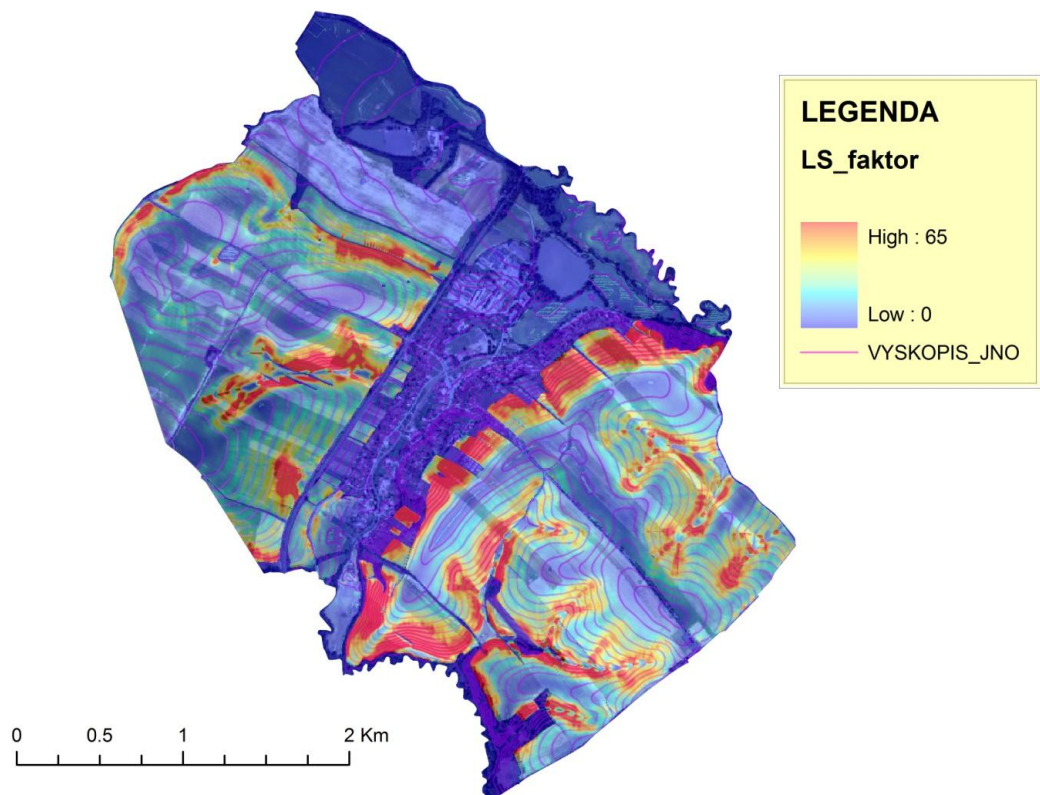 LEGENDA
LS_faktor
High : 65
Low : 0
VYSKOPIS_JNO
0 0.5 1 2 Km